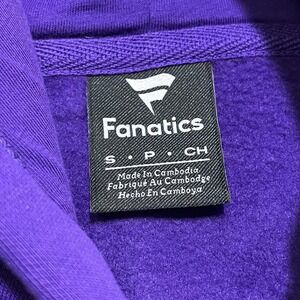 Fanatics
S • P • CH
Made In Cambodia
Fabriqué Au Cambodge
Hecho En Camboya